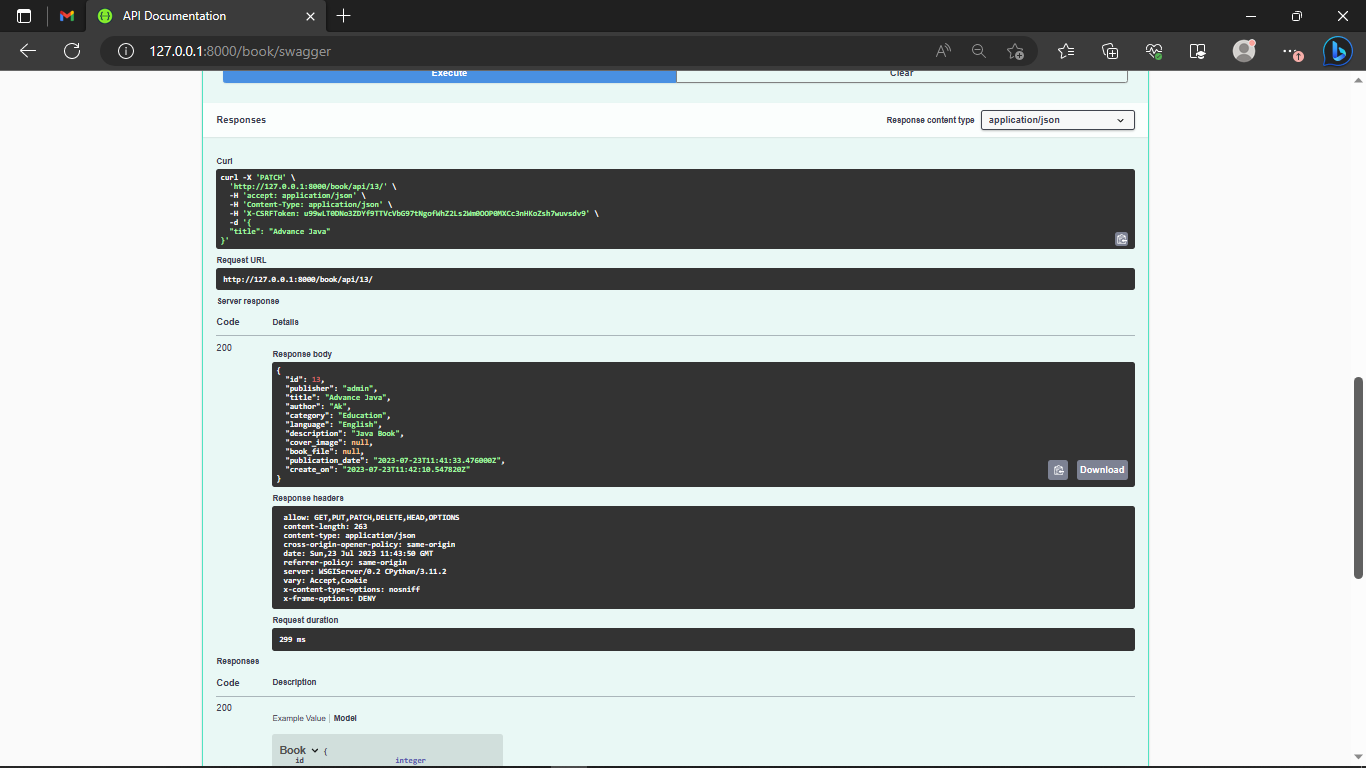 API Documentation
127.0.0.1:8000/book/swagger
Execute Clear
Responses Response content type application/json
Curl
curl -X 'PATCH' \
'http://127.0.0.1:8000/book/api/13/' \
-H 'accept: application/json' \
-H 'Content-Type: application/json' \
-d '{
"title": "Advance Java"
}'
Request URL
http://127.0.0.1:8000/book/api/13/
Server response
Code Details
200
Response body
{
"id": 13,
"publisher": "admin",
"title": "Advance Java",
"author": "Ak",
"category": "Education",
"language": "English",
"description": "Java Book",
"cover_image": null,
"book_file": null,
"publication_date": "2023-07-23T11:41:33.476000Z",
"create_on": "2023-07-23T11:42:10.547820Z"
}
Download
Response headers
allow: GET,PUT,PATCH,DELETE,HEAD,OPTIONS
content-length: 263
content-type: application/json
cross-origin-opener-policy: same-origin
date: Sun,23 Jul 2023 11:43:50 GMT
referrer-policy: same-origin
server: WSGIServer/0.2 CPython/3.11.2
vary: Accept,Cookie
x-content-type-options: nosniff
x-frame-options: DENY
Request duration
299 ms
Responses
Code Description
200
Example Value | Model
Book {
id integer